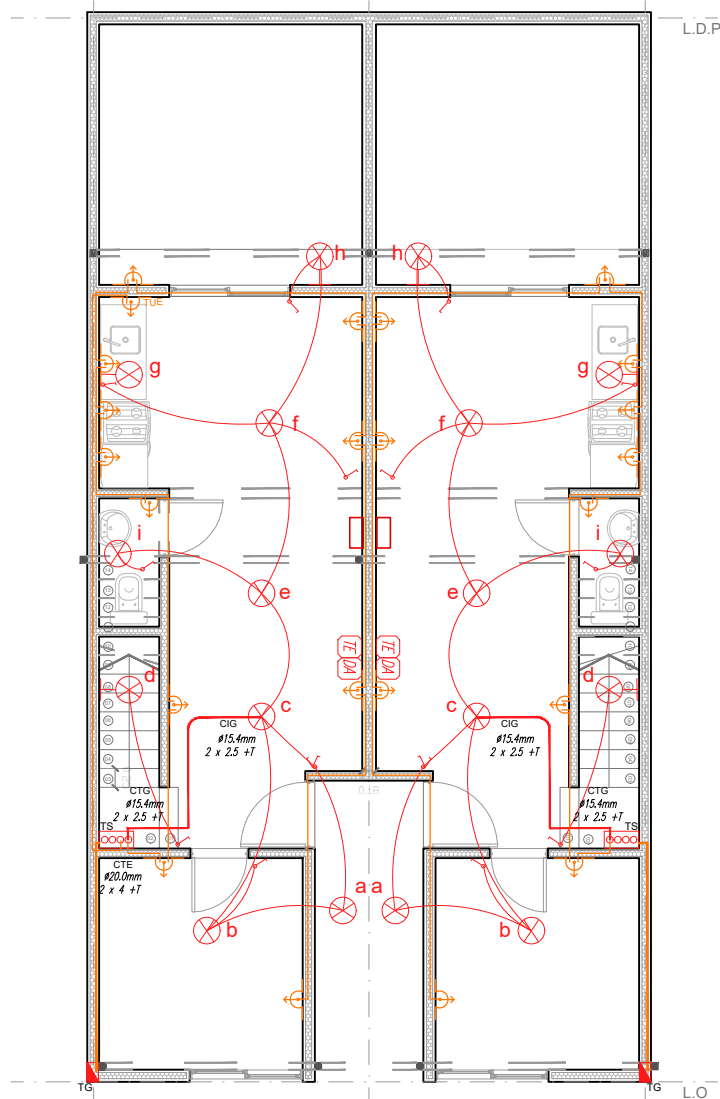 L.D.P
h h
TUE
g g
f f
i i
e e
TE DA TE DA
d d
c c
CIG CIG
ø15.4mm ø15.4mm
2 x 2.5 +T 2 x 2.5 +T
CTG CTG
ø15.4mm ø15.4mm
2 x 2.5 +T 2 x 2.5 +T
0.18
TS TS
CTE
ø20.0mm
2 x 4 +T
a a
b b
TG TG
L.O